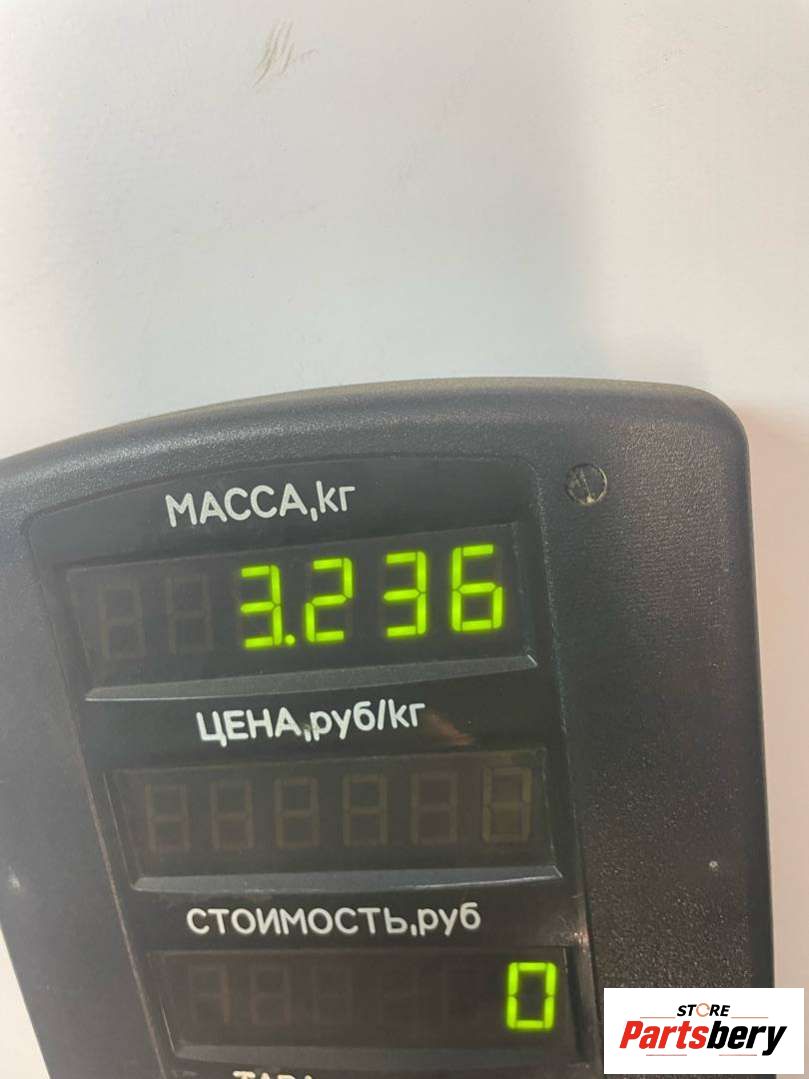 МАССА,кг
3.236
ЦЕНА,руб/кг
СТОИМОСТЬ,руб
0
STORE
Partsbery